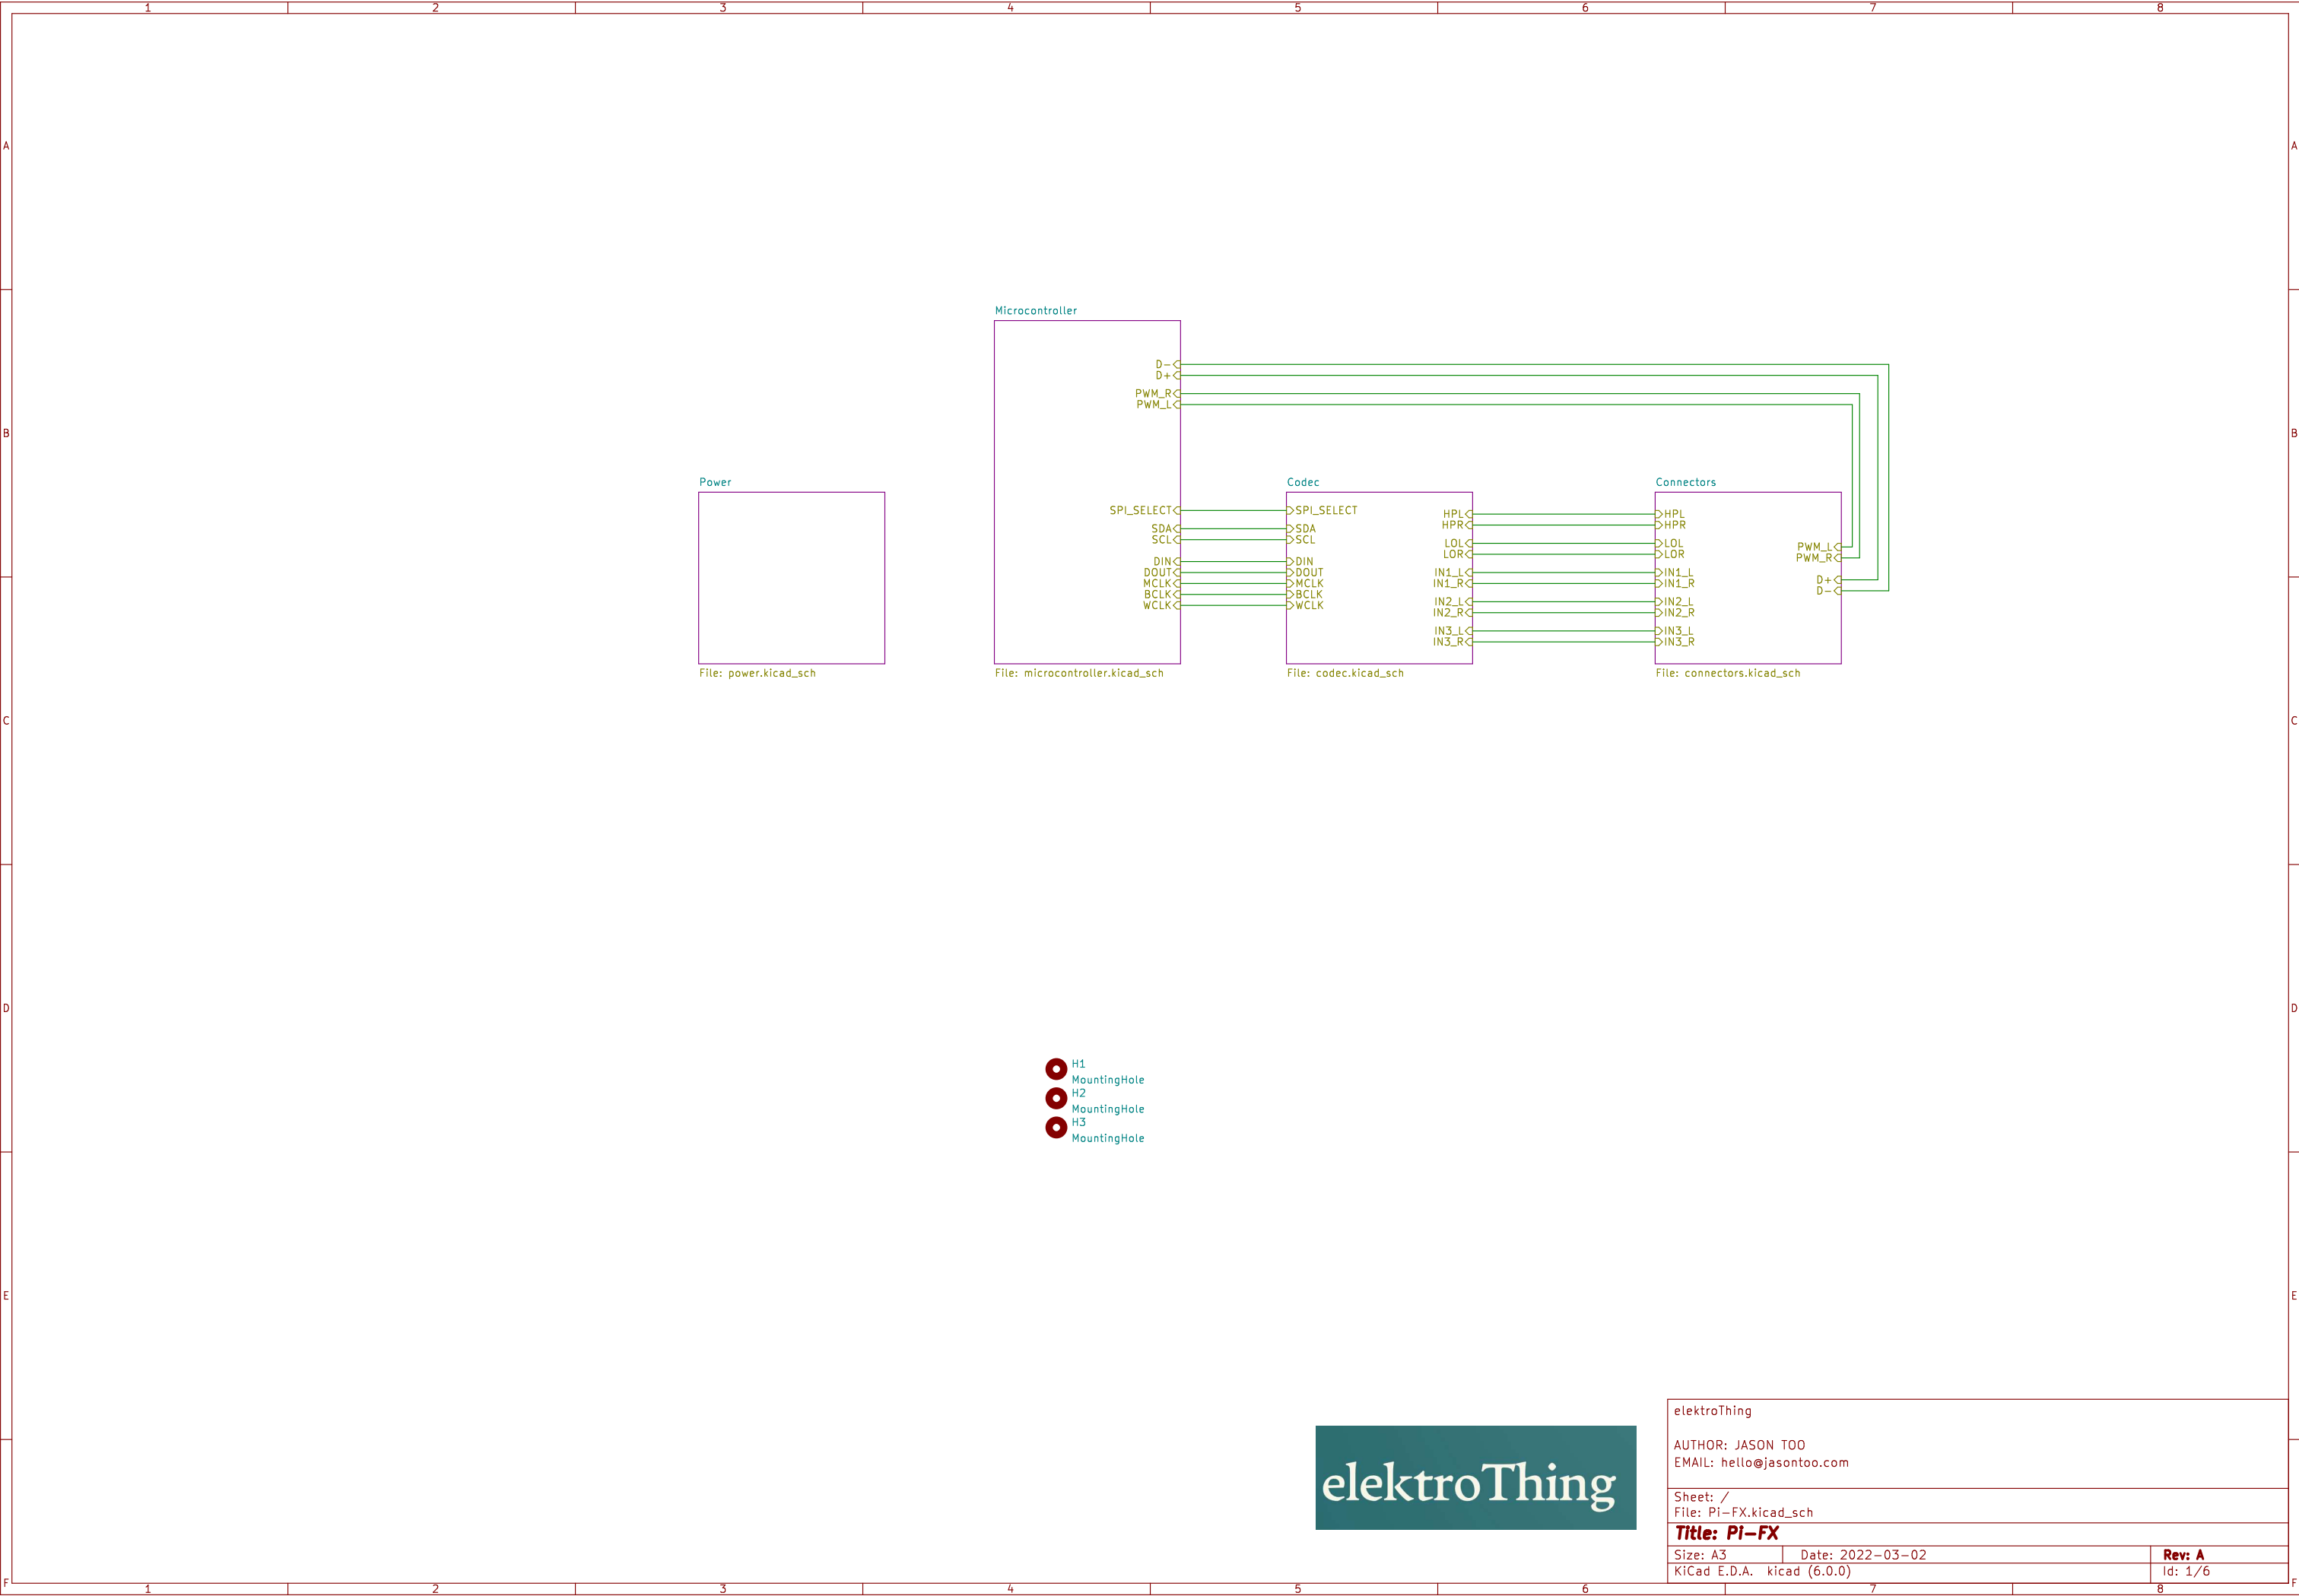 1 2 3 4 5 6 7 8
A A
Microcontroller
D-
D+
PWM_R
PWM_L
B B
SPI_SELECT
SDA
SCL
DIN
DOUT
MCLK
BCLK
WCLK
File: microcontroller.kicad_sch
Power
File: power.kicad_sch
Codec
SPI_SELECT
SDA
SCL
DIN
DOUT
MCLK
BCLK
WCLK
HPL
HPR
LOL
LOR
IN1_L
IN1_R
IN2_L
IN2_R
IN3_L
IN3_R
File: codec.kicad_sch
Connectors
HPL
HPR
LOL
LOR
IN1_L
IN1_R
IN2_L
IN2_R
IN3_L
IN3_R
PWM_L
PWM_R
D+
D-
File: connectors.kicad_sch
C C
D D
H1
MountingHole
H2
MountingHole
H3
MountingHole
E E
elektroThing
elektroThing
AUTHOR: JASON TOO
EMAIL: hello@jasontoo.com
Sheet: /
File: Pi-FX.kicad_sch
Title: Pi-FX
Size: A3 Date: 2022-03-02 Rev: A
KiCad E.D.A. kicad (6.0.0) Id: 1/6
F F
1 2 3 4 5 6 7 8